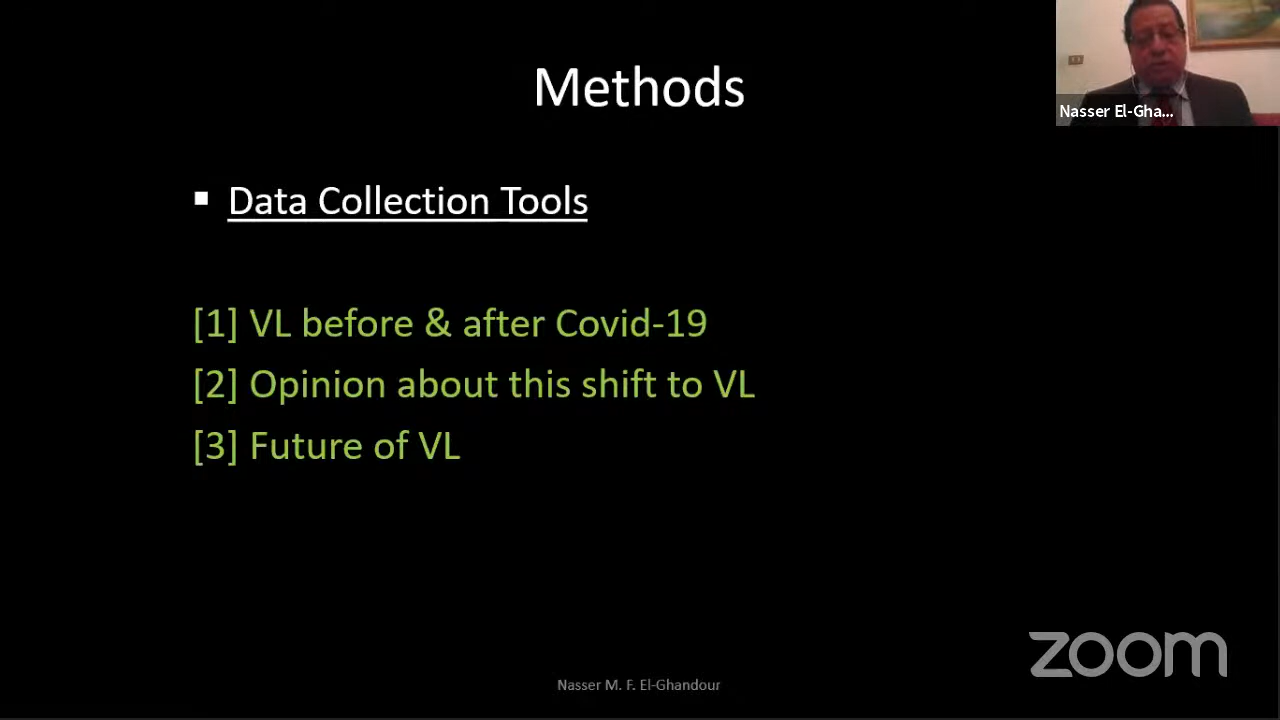 Methods
Nasser El-Gha...
▪ Data Collection Tools
[1] VL before & after Covid-19
[2] Opinion about this shift to VL
[3] Future of VL
zoom
Nasser M. F. El-Ghandour